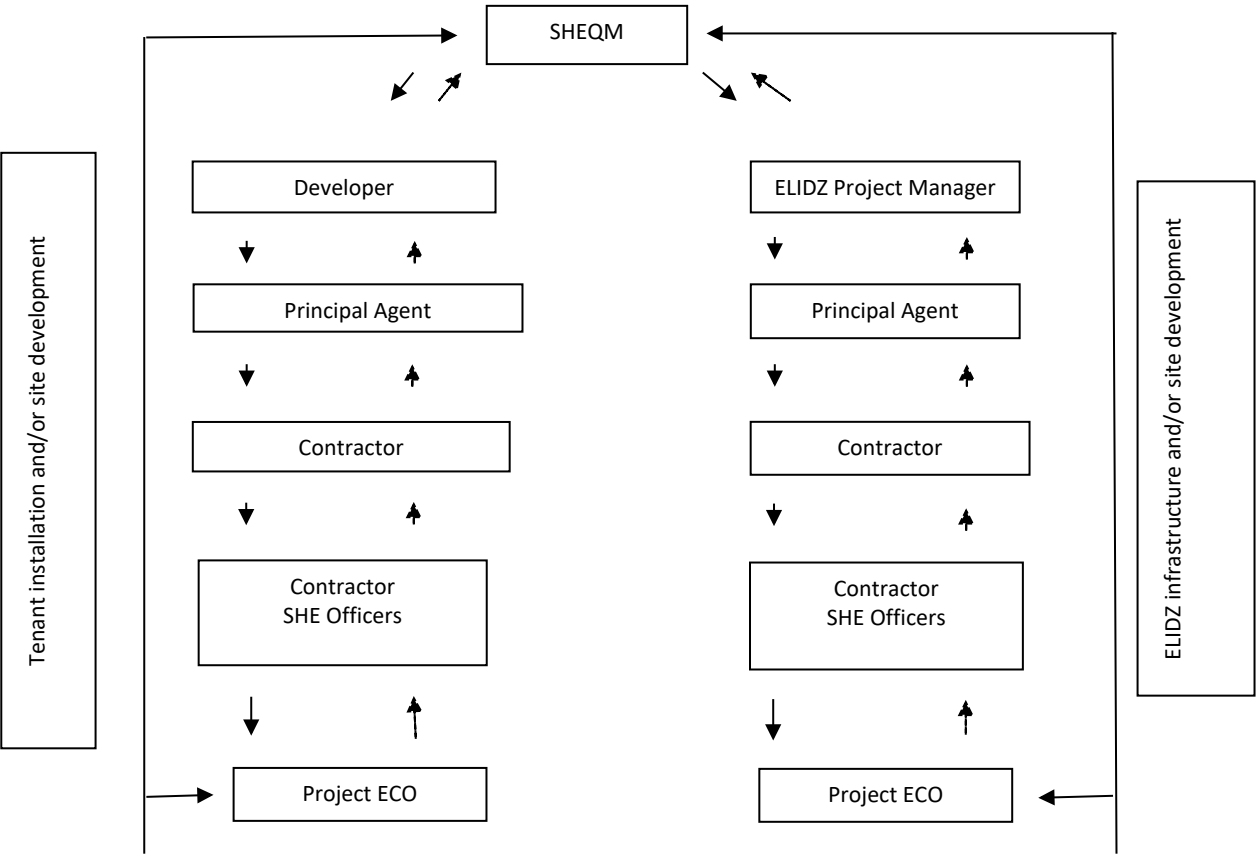 SHEQM
Developer
ELIDZ Project Manager
Tenant installation and/or site development
ELIDZ infrastructure and/or site development
Principal Agent
Principal Agent
Contractor
Contractor
Contractor
SHE Officers
Contractor
SHE Officers
Project ECO
Project ECO